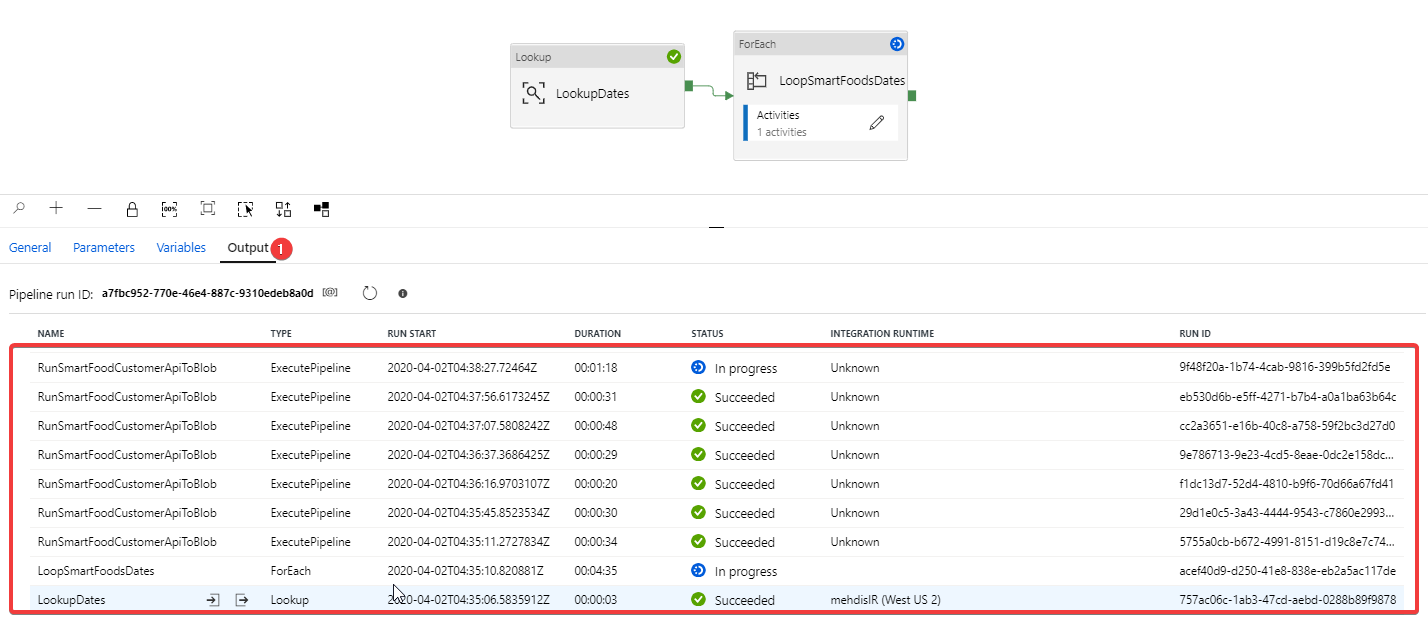 Lookup
LookupDates
ForEach
LoopSmartFoodsDates
Activities
1 activities
General Parameters Variables Output 1
Pipeline run ID: a7fbc952-770e-46e4-887c-9310edeb8a0d [@]
NAME TYPE RUN START DURATION STATUS INTEGRATION RUNTIME RUN ID
RunSmartFoodCustomerApiToBlob ExecutePipeline 2020-04-02T04:38:27.72464Z 00:01:18 In progress Unknown 9f48f20a-1b74-4cab-9816-399b5fd2fd5e
RunSmartFoodCustomerApiToBlob ExecutePipeline 2020-04-02T04:37:56.6173245Z 00:00:31 Succeeded Unknown eb530d6b-e5ff-4271-b7b4-a0a1ba63b64c
RunSmartFoodCustomerApiToBlob ExecutePipeline 2020-04-02T04:37:07.5808242Z 00:00:48 Succeeded Unknown cc2a3651-e16b-40c8-a758-59f2bc3d27d0
RunSmartFoodCustomerApiToBlob ExecutePipeline 2020-04-02T04:36:37.3686425Z 00:00:29 Succeeded Unknown 9e786713-9e23-4cd5-8eae-0dc2e158dc...
RunSmartFoodCustomerApiToBlob ExecutePipeline 2020-04-02T04:36:16.9703107Z 00:00:20 Succeeded Unknown f1dc13d7-52d4-4810-b9f6-70d66a67fd41
RunSmartFoodCustomerApiToBlob ExecutePipeline 2020-04-02T04:35:45.8523534Z 00:00:30 Succeeded Unknown 29d1e0c5-3a43-4444-9543-c7860e2993...
RunSmartFoodCustomerApiToBlob ExecutePipeline 2020-04-02T04:35:11.2727834Z 00:00:34 Succeeded Unknown 5755a0cb-b672-4991-8151-d19c8e7c74...
LoopSmartFoodsDates ForEach 2020-04-02T04:35:10.820881Z 00:04:35 In progress acef40d9-d250-41e8-838e-eb2a5ac117de
LookupDates Lookup 2020-04-02T04:35:06.5835912Z 00:00:03 Succeeded mehdisIR (West US 2) 757ac06c-1ab3-47cd-aebd-0288b89f9878